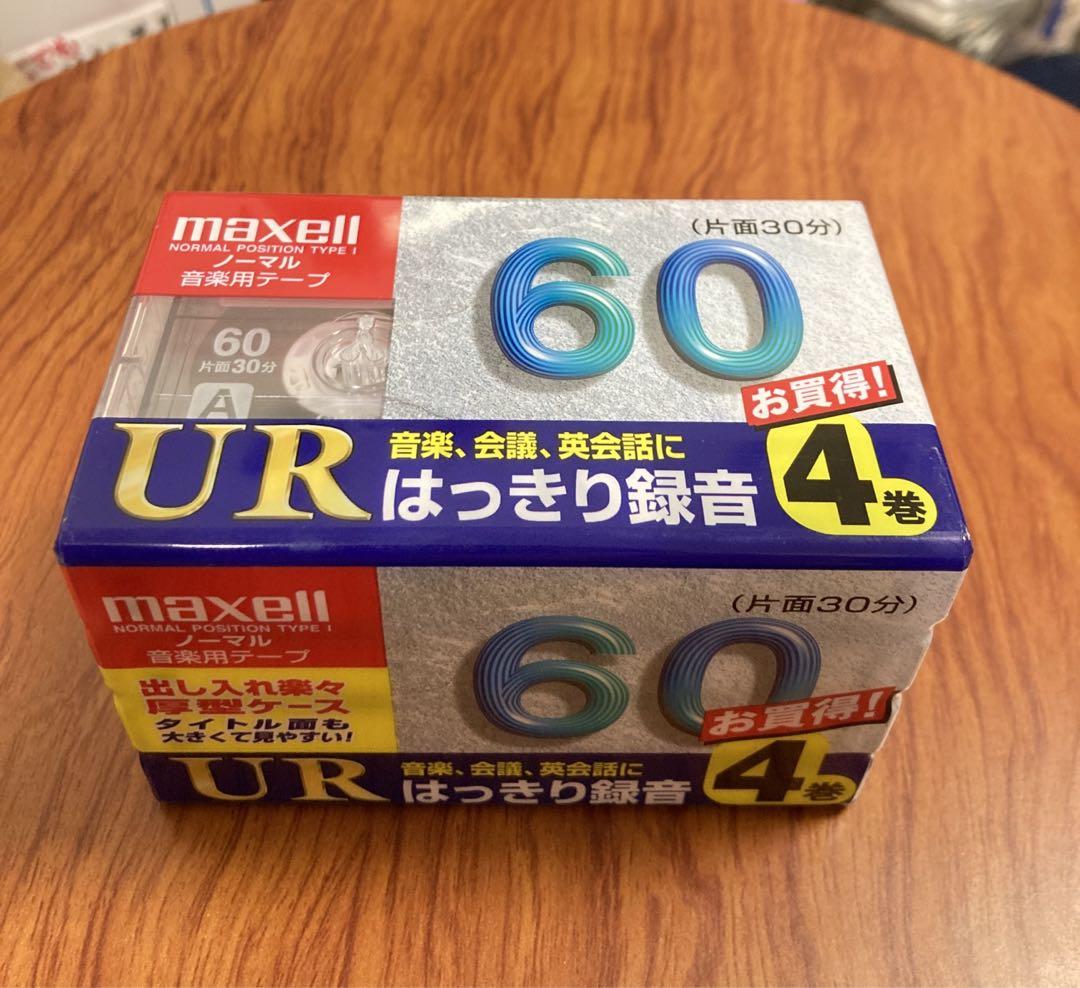 maxell
NORMAL POSITION TYPE I
ノーマル
音楽用テープ
(片面30分)
60
60
片面30分
A
お買得!
UR
音楽、会議、英会話に
はっきり録音
4巻
maxell
NORMAL POSITION TYPE I
ノーマル
音楽用テープ
(片面30分)
60
出し入れ楽々
厚型ケース
タイトル面も
大きくて見やすい!
お買得!
UR
音楽、会議、英会話に
はっきり録音
4巻